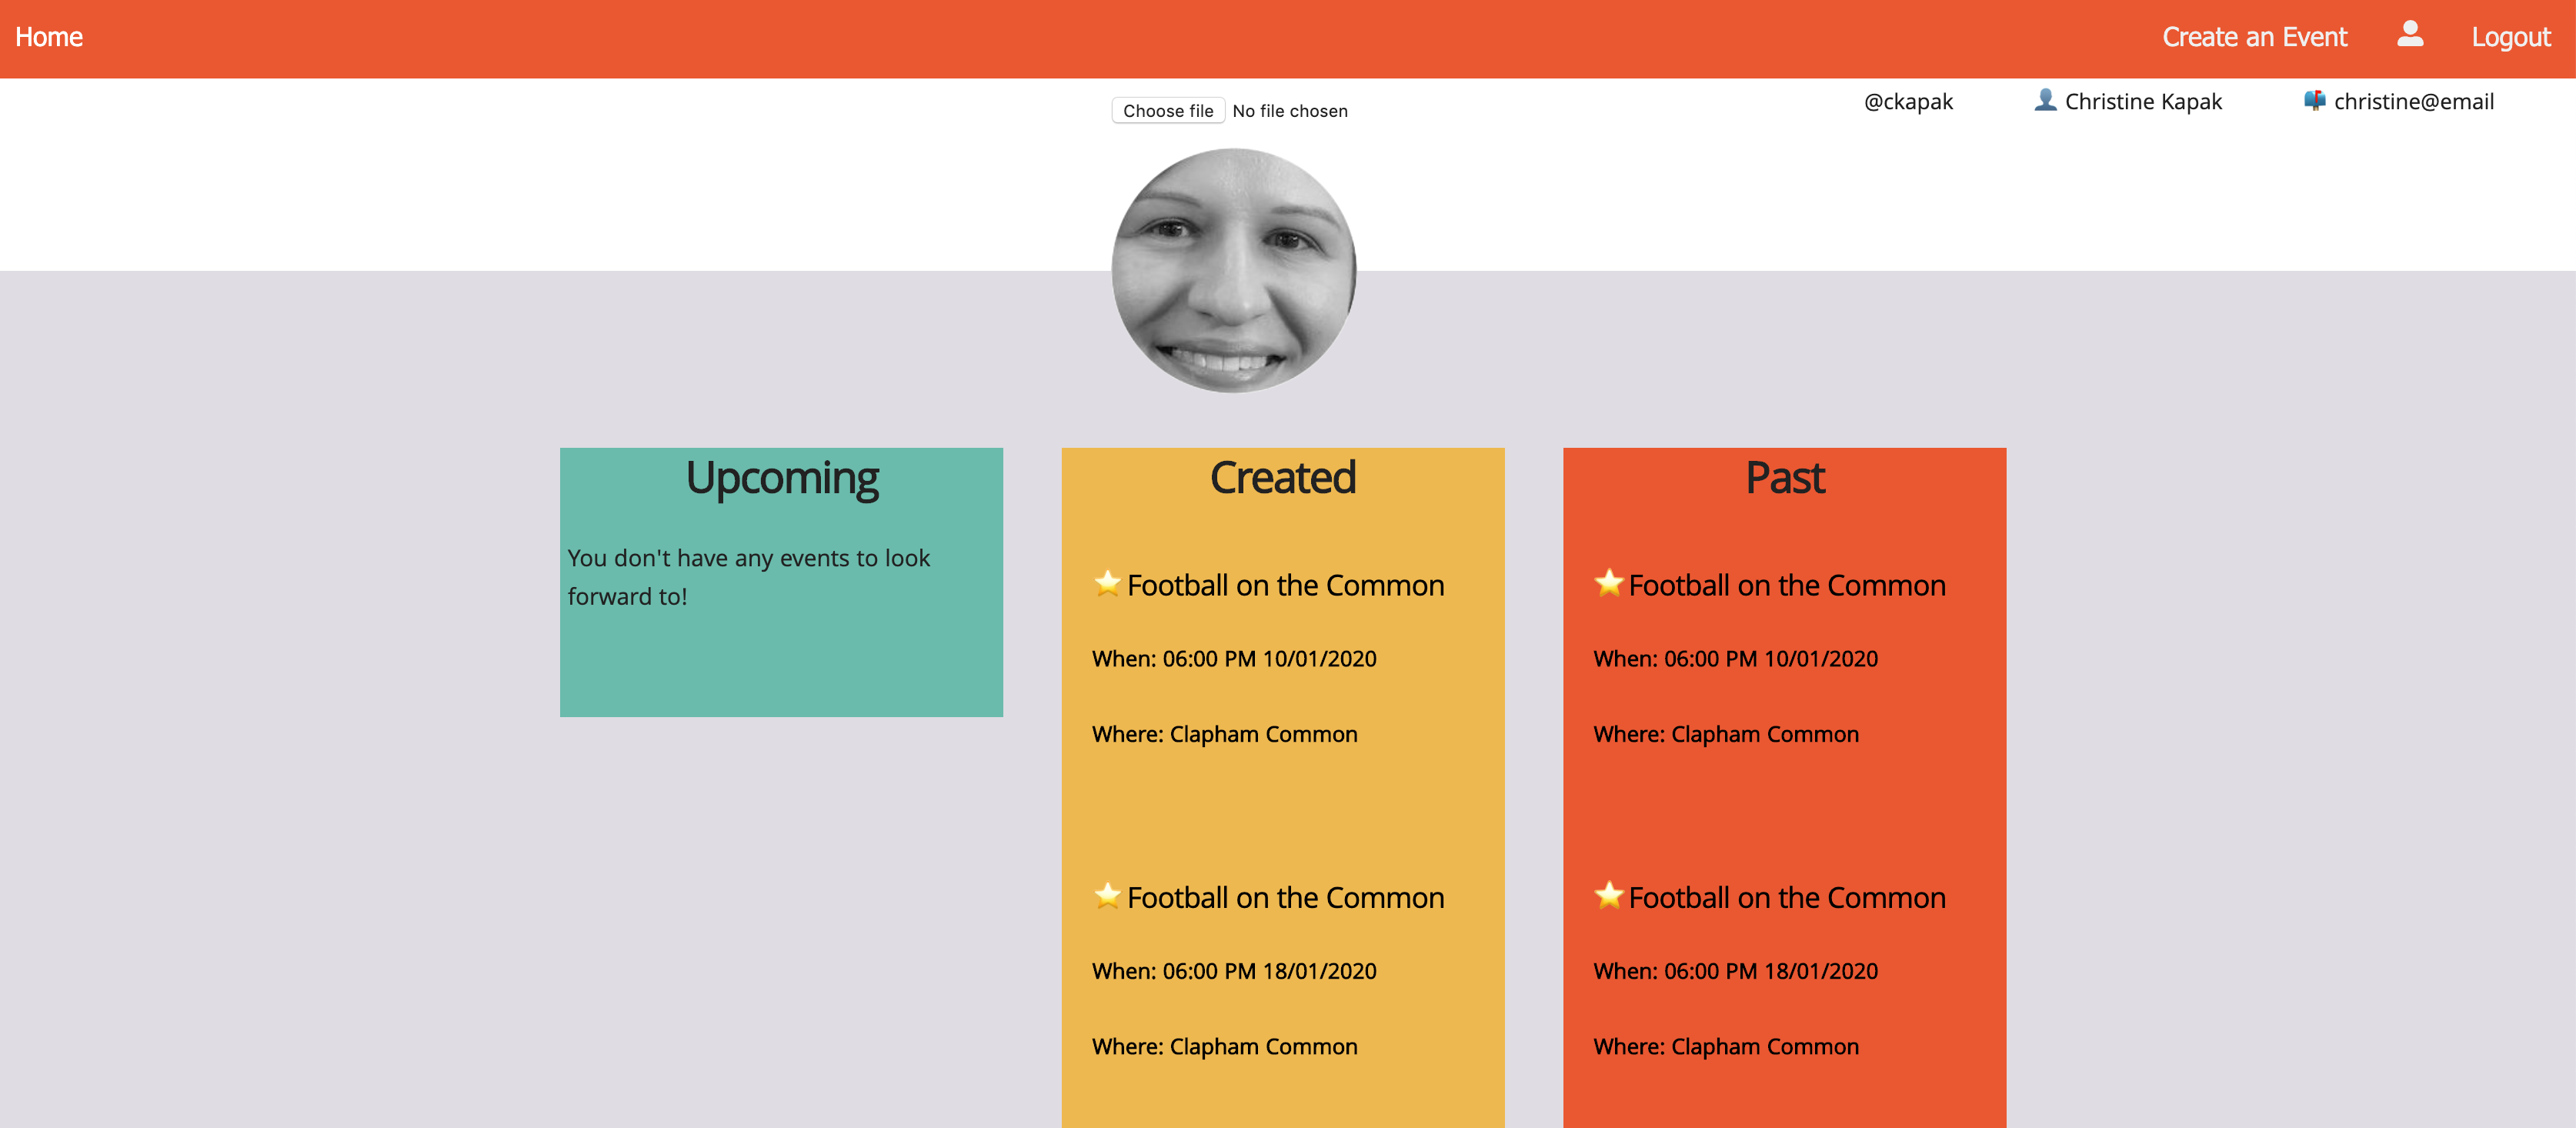 Home
Create an Event
Logout
Choose file No file chosen
@ckapak
Christine Kapak
christine@email
Upcoming
You don't have any events to look
forward to!
Created
Football on the Common
When: 06:00 PM 10/01/2020
Where: Clapham Common
Football on the Common
When: 06:00 PM 18/01/2020
Where: Clapham Common
Past
Football on the Common
When: 06:00 PM 10/01/2020
Where: Clapham Common
Football on the Common
When: 06:00 PM 18/01/2020
Where: Clapham Common